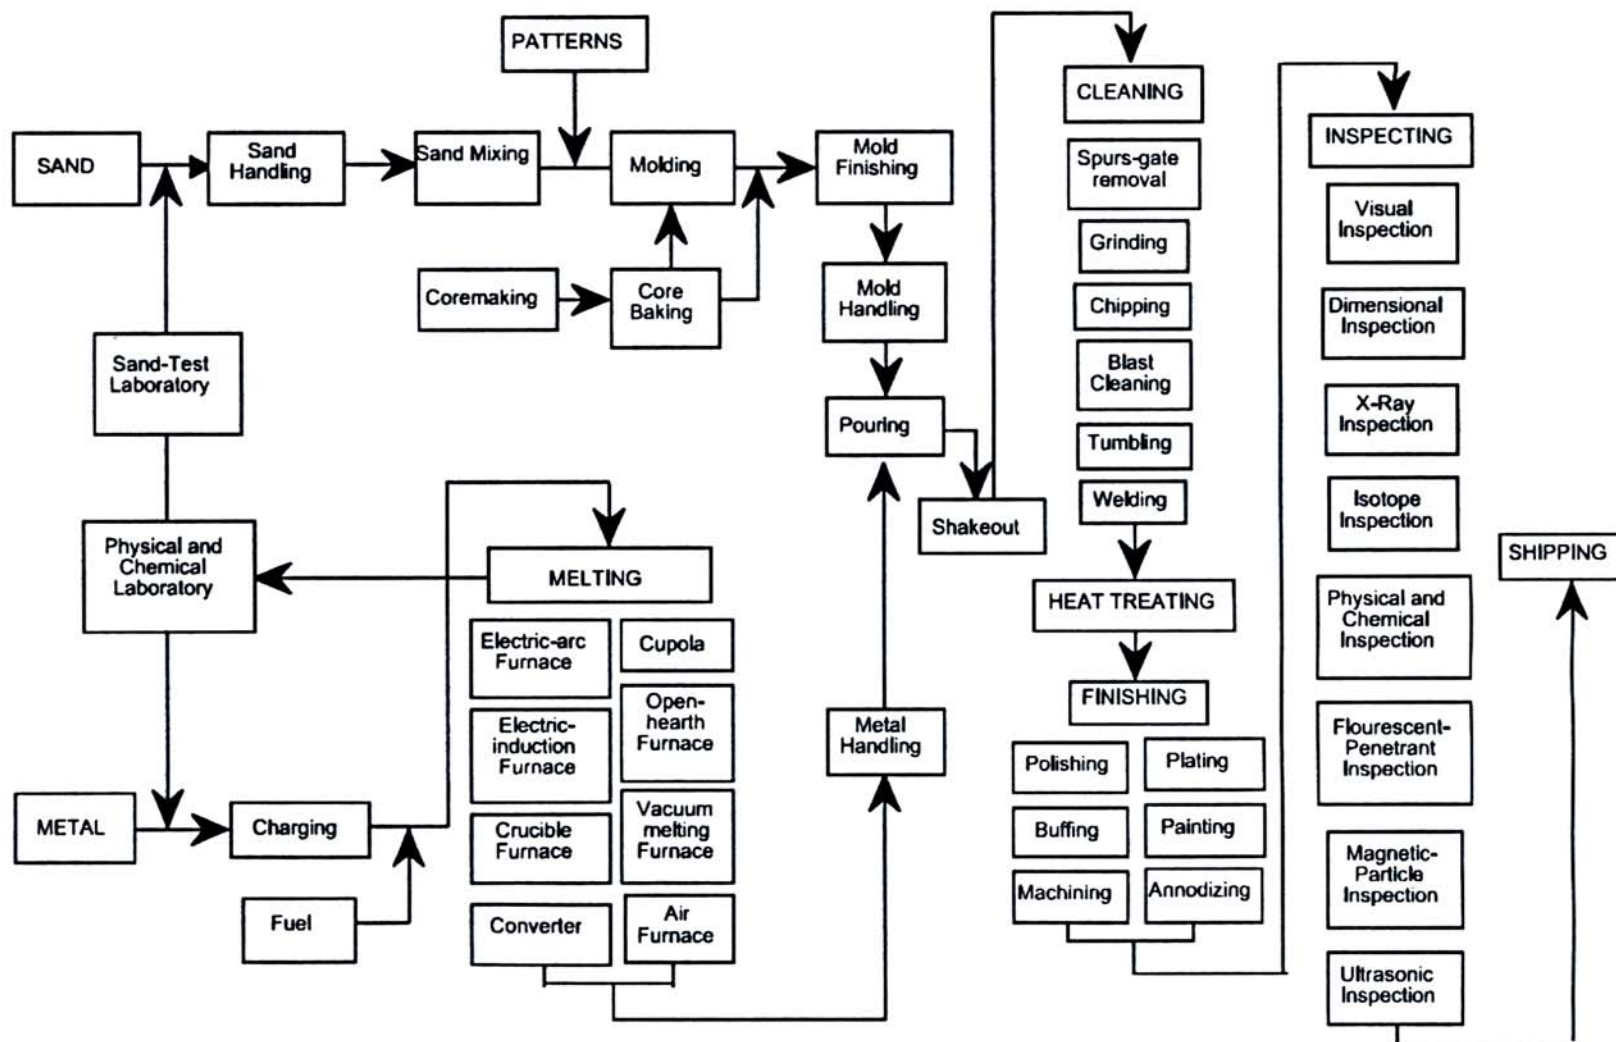 PATTERNS
SAND
Sand
Handling
Sand Mixing
Molding
Mold
Finishing
Coremaking
Core
Baking
Mold
Handling
Sand-Test
Laboratory
Pouring
Shakeout
Physical and
Chemical
Laboratory
MELTING
Electric-arc
Furnace
Cupola
Electric-
induction
Furnace
Open-
hearth
Furnace
Crucible
Furnace
Vacuum
melting
Furnace
Converter
Air
Furnace
METAL
Charging
Fuel
Metal
Handling
CLEANING
Spurs-gate
removal
Grinding
Chipping
Blast
Cleaning
Tumbling
Welding
HEAT TREATING
FINISHING
Polishing
Plating
Buffing
Painting
Machining
Annodizing
INSPECTING
Visual
Inspection
Dimensional
Inspection
X-Ray
Inspection
Isotope
Inspection
Physical and
Chemical
Inspection
Flourescent-
Penetrant
Inspection
Magnetic-
Particle
Inspection
Ultrasonic
Inspection
SHIPPING